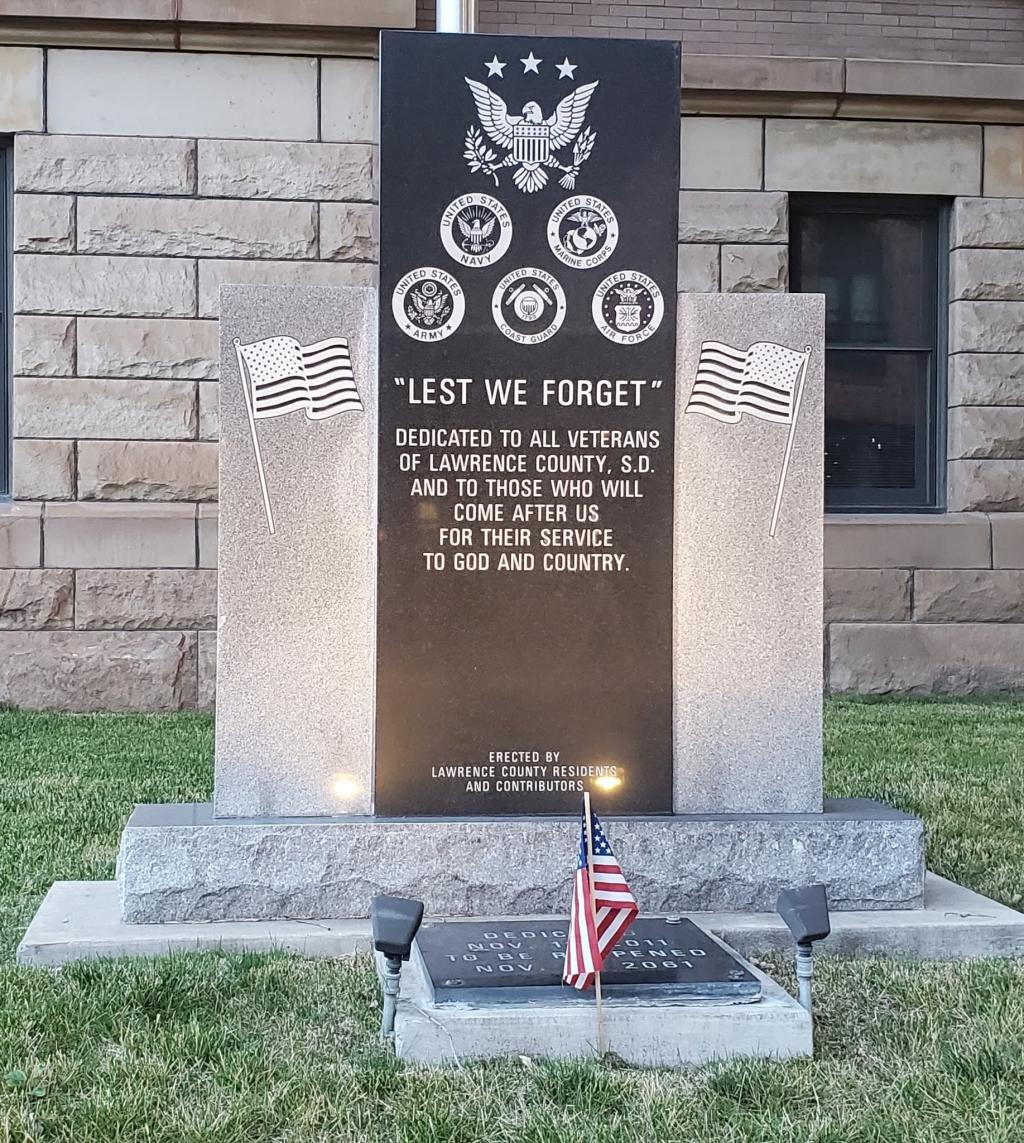 UNITED STATES
NAVY
UNITED STATES
MARINE CORPS
UNITED STATES
ARMY
UNITED STATES
COAST GUARD
1790
UNITED STATES
AIR FORCE
"LEST WE FORGET"
DEDICATED TO ALL VETERANS
OF LAWRENCE COUNTY, S.D.
AND TO THOSE WHO WILL
COME AFTER US
FOR THEIR SERVICE
TO GOD AND COUNTRY.
ERECTED BY
LAWRENCE COUNTY RESIDENTS
AND CONTRIBUTORS
NOV. 2011
TO BE
NOV. 2061